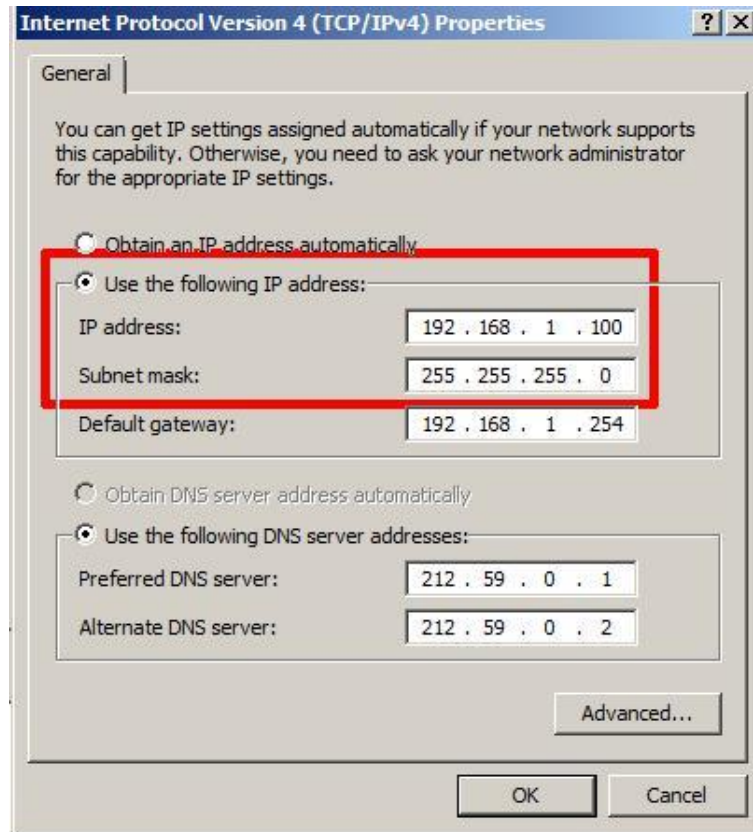 Internet Protocol Version 4 (TCP/IPv4) Properties
General
You can get IP settings assigned automatically if your network supports
this capability. Otherwise, you need to ask your network administrator
for the appropriate IP settings.
Obtain an IP address automatically
Use the following IP address:
IP address: 192 . 168 . 1 . 100
Subnet mask: 255 . 255 . 255 . 0
Default gateway: 192 . 168 . 1 . 254
Obtain DNS server address automatically
Use the following DNS server addresses:
Preferred DNS server: 212 . 59 . 0 . 1
Alternate DNS server: 212 . 59 . 0 . 2
Advanced...
OK Cancel